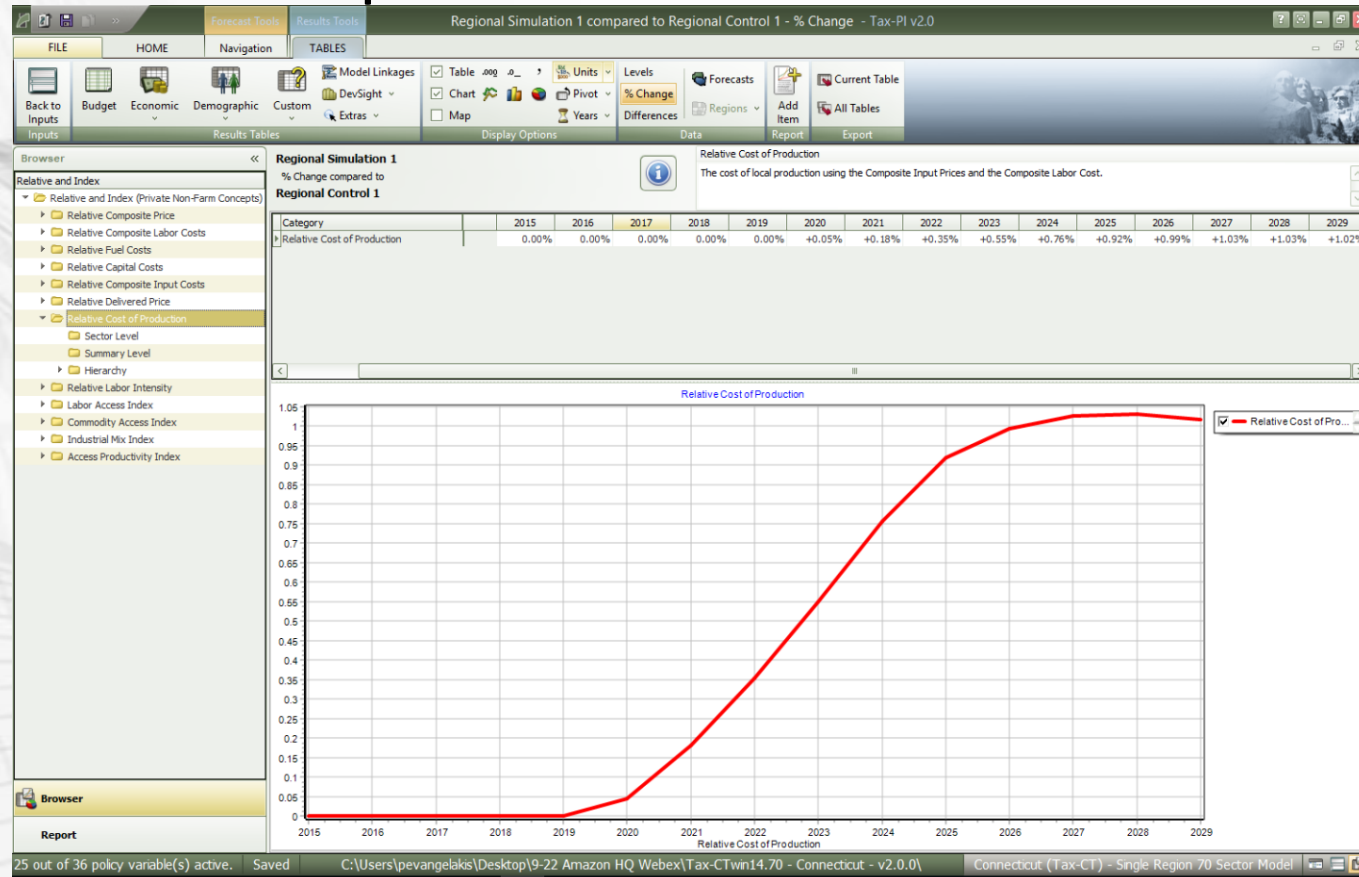 Forecast Tools Results Tools Regional Simulation 1 compared to Regional Control 1 - % Change - Tax-PI v2.0
FILE HOME Navigation TABLES
Back to Inputs
Budget
Economic
Demographic
Custom
Model Linkages
DevSight
Extras
Table
Chart
Map
Units
Pivot
Years
Levels
% Change
Differences
Forecasts
Regions
Add Item
Current Table
All Tables
Inputs Results Tables Display Options Data Report Export
Browser
Relative and Index
Relative and Index (Private Non-Farm Concepts)
Relative Composite Price
Relative Composite Labor Costs
Relative Fuel Costs
Relative Capital Costs
Relative Composite Input Costs
Relative Delivered Price
Relative Cost of Production
Sector Level
Summary Level
Hierarchy
Relative Labor Intensity
Labor Access Index
Commodity Access Index
Industrial Mix Index
Access Productivity Index
Browser
Report
Regional Simulation 1
% Change compared to
Regional Control 1
Relative Cost of Production
The cost of local production using the Composite Input Prices and the Composite Labor Cost.
Category 2015 2016 2017 2018 2019 2020 2021 2022 2023 2024 2025 2026 2027 2028 2029
Relative Cost of Production 0.00% 0.00% 0.00% 0.00% 0.00% +0.05% +0.18% +0.35% +0.55% +0.76% +0.92% +0.99% +1.03% +1.03% +1.02%
Relative Cost of Production
1.05
1
0.95
0.9
0.85
0.8
0.75
0.7
0.65
0.6
0.55
0.5
0.45
0.4
0.35
0.3
0.25
0.2
0.15
0.1
0.05
0
2015 2016 2017 2018 2019 2020 2021 2022 2023 2024 2025 2026 2027 2028 2029
Relative Cost of Production
Relative Cost of Pro...
25 out of 36 policy variable(s) active. Saved C:\Users\pevangelakis\Desktop\9-22 Amazon HQ Webex\Tax-CTwin14.70 - Connecticut - v2.0.0\ Connecticut (Tax-CT) - Single Region 70 Sector Model